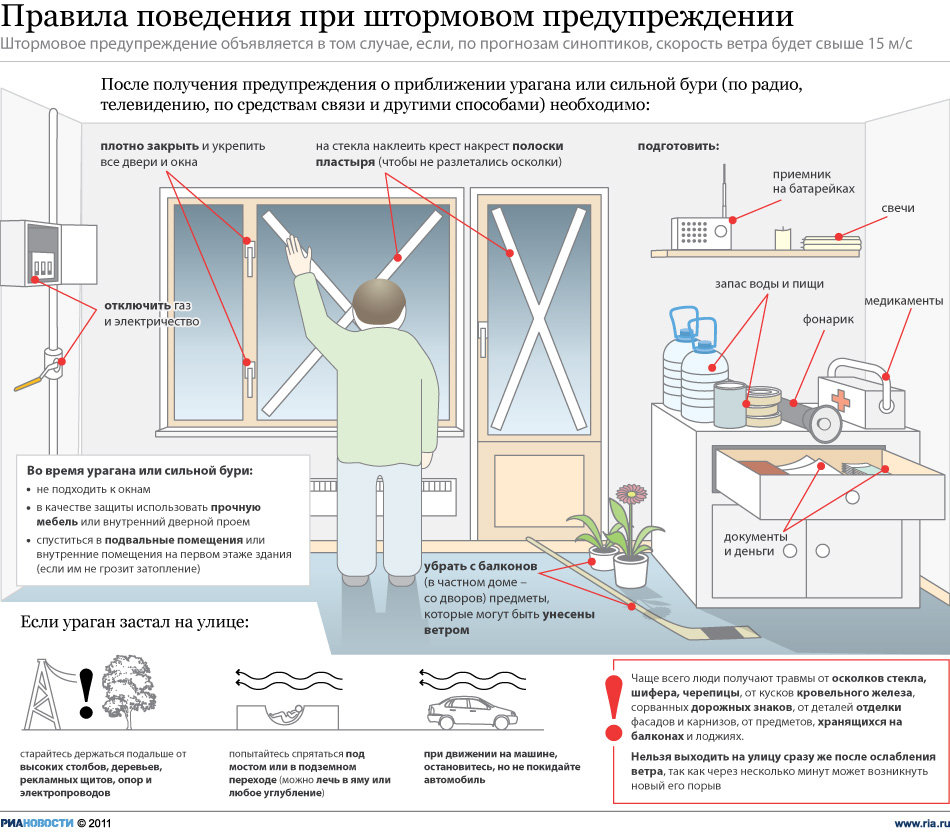 Правила поведения при штормовом предупреждении
Штормовое предупреждение объявляется в том случае, если, по прогнозам синоптиков, скорость ветра будет свыше 15 м/с
После получения предупреждения о приближении урагана или сильной бури (по радио,
телевидению, по средствам связи и другими способами) необходимо:
плотно закрыть и укрепить
все двери и окна
на стекла наклеить крест накрест полоски
пластыря (чтобы не разлетались осколки)
подготовить:
приемник
на батарейках
свечи
запас воды и пищи
медикаменты
фонарик
отключить газ
и электричество
документы
и деньги
Во время урагана или сильной бури:
• не подходить к окнам
• в качестве защиты использовать прочную
мебель или внутренний дверной проем
• спуститься в подвальные помещения или
внутренние помещения на первом этаже здания
(если им не грозит затопление)
убрать с балконов
(в частном доме –
со дворов) предметы,
которые могут быть унесены
ветром
Если ураган застал на улице:
старайтесь держаться подальше от
высоких столбов, деревьев,
рекламных щитов, опор и
электропроводов
попытайтесь спрятаться под
мостом или в подземном
переходе (можно лечь в яму или
любое углубление)
при движении на машине,
остановитесь, но не покидайте
автомобиль
Чаще всего люди получают травмы от осколков стекла,
шифера, черепицы, от кусков кровельного железа,
сорванных дорожных знаков, от деталей отделки
фасадов и карнизов, от предметов, хранящихся на
балконах и лоджиях.
Нельзя выходить на улицу сразу же после ослабления
ветра, так как через несколько минут может возникнуть
новый его порыв
РИАНОВОСТИ © 2011
www.ria.ru